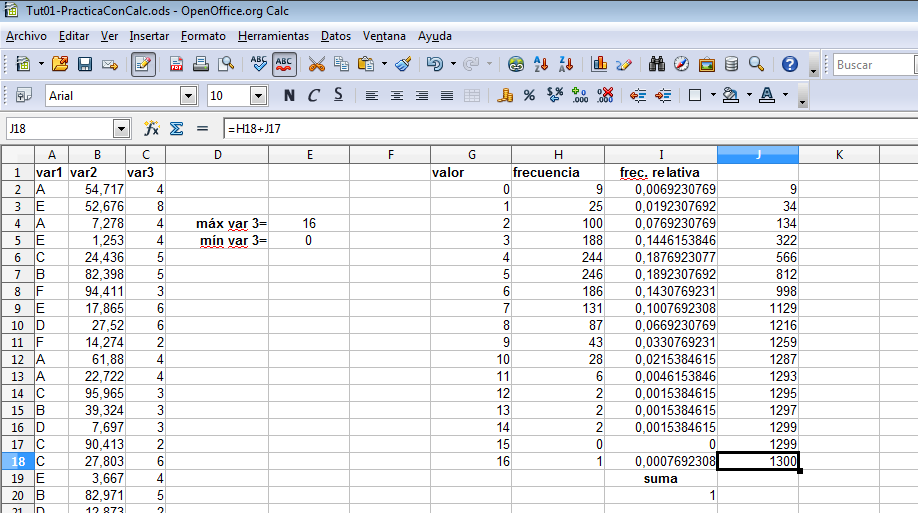 Tut01-PracticaConCalc.ods - OpenOffice.org Calc
Archivo Editar Ver Insertar Formato Herramientas Datos Ventana Ayuda
ABC ABC Buscar
Arial 10 N C S % .000 .000 A
J18 fx Σ = =H18+J17
A B C D E F G H I J K
1 var1 var2 var3 valor frecuencia frec. relativa
2 A 54,717 4 0 9 0,0069230769 9
3 E 52,676 8 1 25 0,0192307692 34
4 A 7,278 4 máx var 3= 16 2 100 0,0769230769 134
5 E 1,253 4 mín var 3= 0 3 188 0,1446153846 322
6 C 24,436 5 4 244 0,1876923077 566
7 B 82,398 5 5 246 0,1892307692 812
8 F 94,411 3 6 186 0,1430769231 998
9 E 17,865 6 7 131 0,1007692308 1129
10 D 27,52 6 8 87 0,0669230769 1216
11 F 14,274 2 9 43 0,0330769231 1259
12 A 61,88 4 10 28 0,0215384615 1287
13 A 22,722 4 11 6 0,0046153846 1293
14 C 95,965 3 12 2 0,0015384615 1295
15 B 39,324 3 13 2 0,0015384615 1297
16 D 7,697 3 14 2 0,0015384615 1299
17 C 90,413 2 15 0 0 1299
18 C 27,803 6 16 1 0,0007692308 1300
19 E 3,667 4 suma
20 B 82,971 5 1
21 D 12,873 2